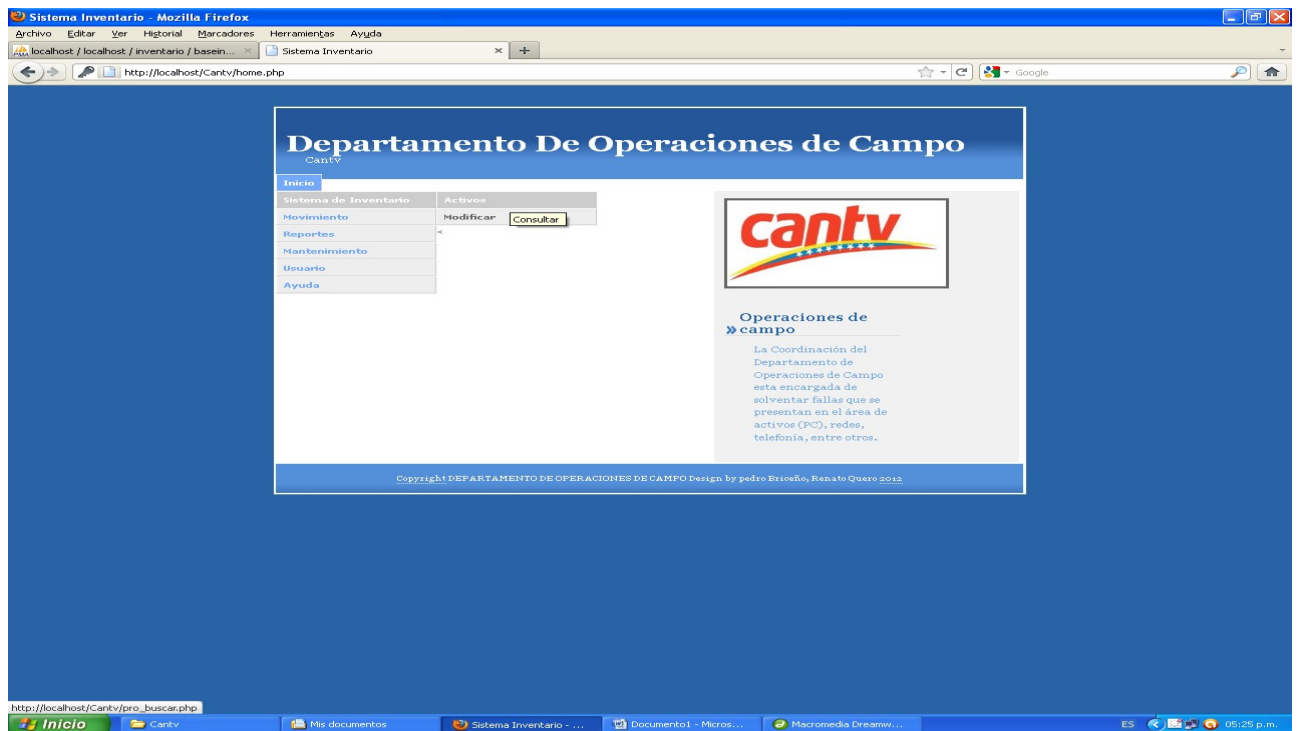 Sistema Inventario - Mozilla Firefox
Archivo Editar Ver Historial Marcadores Herramientas Ayuda
localhost / localhost / inventario / basein... Sistema Inventario
http://localhost/Cantv/home.php Google
Departamento De Operaciones de Campo
Cantv
Inicio
Sistema de Inventario
Movimiento
Reportes
Mantenimiento
Usuario
Ayuda
Activos
Modificar
Consultar
<
cantv
Operaciones de
» campo
La Coordinación del
Departamento de
Operaciones de Campo
esta encargada de
solventar fallas que se
presentan en el área de
activos (PC), redes,
telefonía, entre otros.
Copyright DEPARTAMENTO DE OPERACIONES DE CAMPO Design by pedro Briceño, Renato Quero 2012
http://localhost/Cantv/pro_buscar.php
Inicio Cantv Mis documentos Sistema Inventario - ... Documento1 - Micros... Macromedia Dreamw... ES 05:25 p.m.